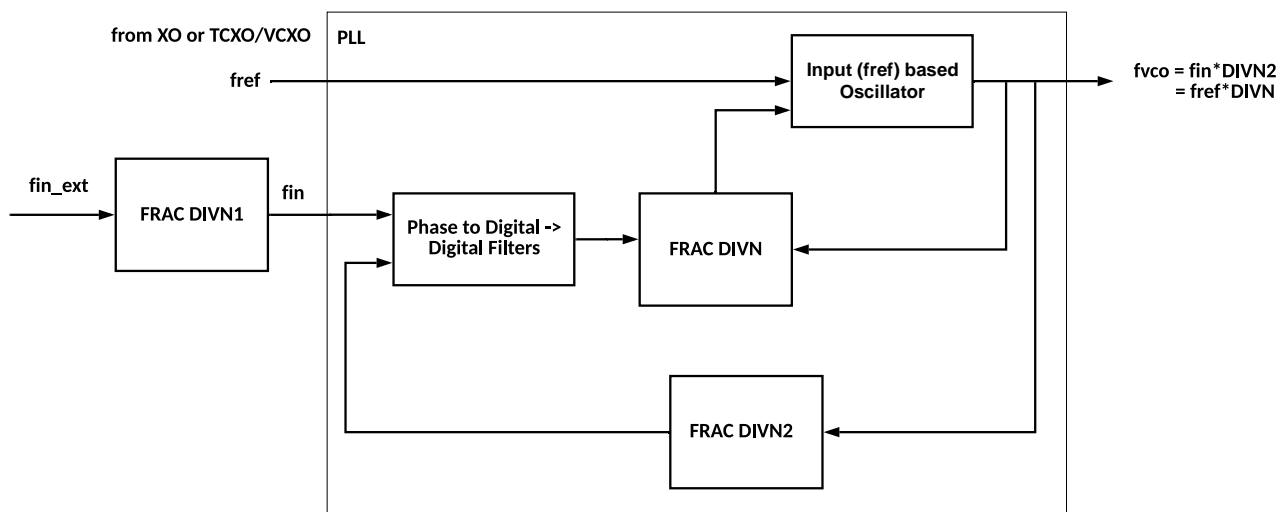 from XO or TCXO/VCXO
PLL
fref
Input (fref) based
Oscillator
fvco = fin*DIVN2
= fref*DIVN
fin_ext
FRAC DIVN1
fin
Phase to Digital ->
Digital Filters
FRAC DIVN
FRAC DIVN2